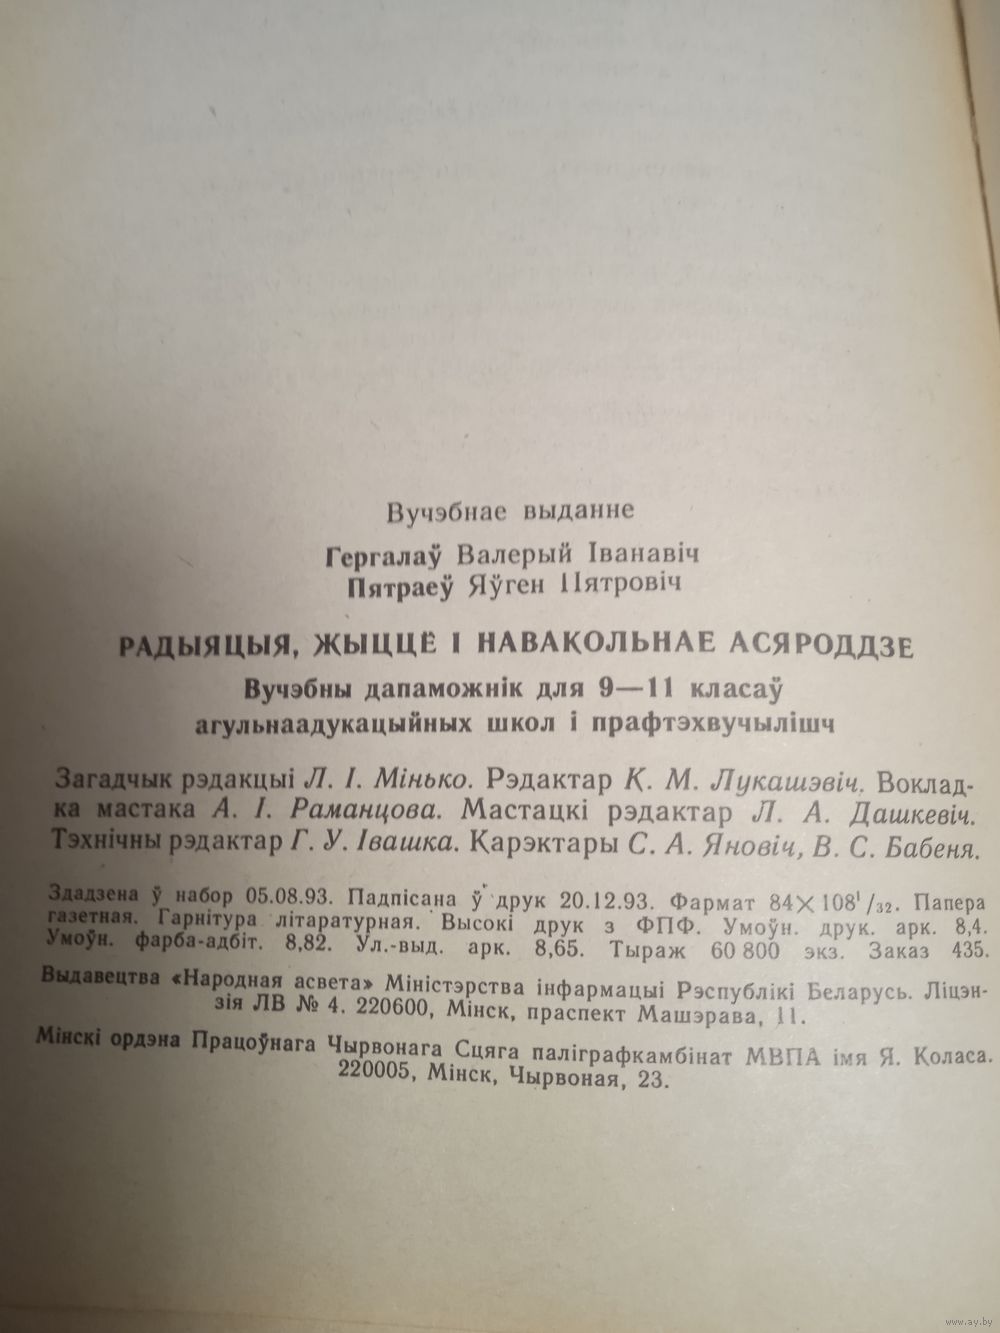 Вучэбнае выданне
Гергалаў Валерый Іванавіч
Пятраеў Яўген Пятровіч
РАДЫЯЦЫЯ, ЖЫЦЦЁ І НАВАКОЛЬНАЕ АСЯРОДДЗЕ
Вучэбны дапаможнік для 9—11 класаў
агульнаадукацыйных школ і прафтэхвучылішч
Загадчык рэдакцыі Л. І. Мінько. Рэдактар К. М. Лукашэвіч. Воклад-
ка мастака А. І. Раманцова. Мастацкі рэдактар Л. А. Дашкевіч.
Тэхнічны рэдактар Г. У. Івашка. Карэктары С. А. Яновіч, В. С. Бабеня.
Здадзена ў набор 05.08.93. Падпісана ў друк 20.12.93. Фармат 84×108¹/₃₂. Папера
газетная. Гарнітура літаратурная. Высокі друк з ФПФ. Умоўн. друк. арк. 8,4.
Умоўн. фарба-адбіт. 8,82. Ул.-выд. арк. 8,65. Тыраж 60 800 экз. Заказ 435.
Выдавецтва «Народная асвета» Міністэрства інфармацыі Рэспублікі Беларусь. Ліцэн-
зія ЛВ № 4. 220600, Мінск, праспект Машэрава, 11.
Мінскі ордэна Працоўнага Чырвонага Сцяга паліграфкамбінат МВПА імя Я. Коласа.
220005, Мінск, Чырвоная, 23.
www.ay.by